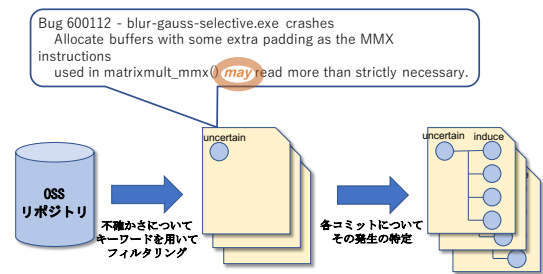 Bug 600112 - blur-gauss-selective.exe crashes
Allocate buffers with some extra padding as the MMX
instructions
used in matrixmult_mmx() may read more than strictly necessary.
uncertain
uncertain induce
OSS
リポジトリ
不確かさについて
キーワードを用いて
フィルタリング
各コミットについて
その発生の特定